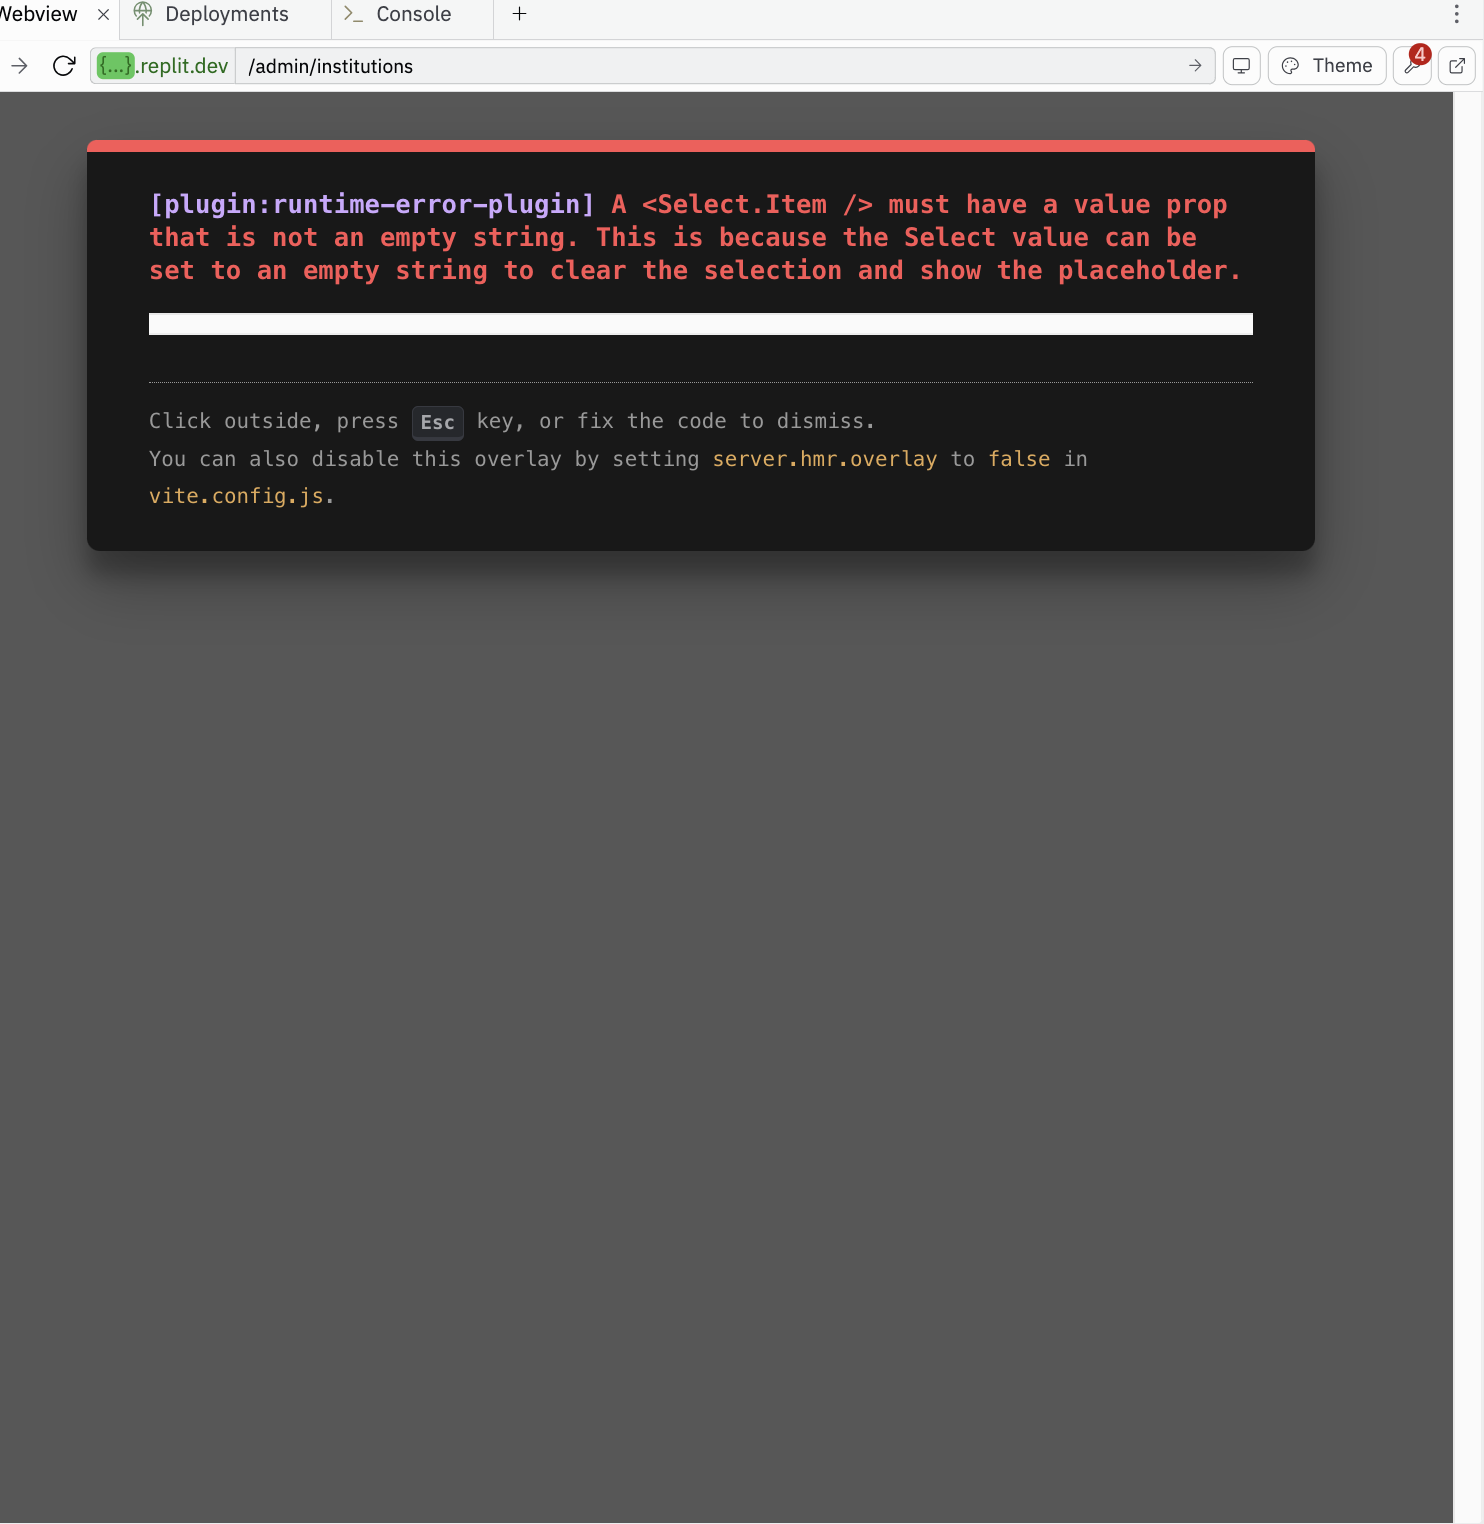 Webview
Deployments
Console
{...}.replit.dev /admin/institutions
Theme
4
[plugin:runtime-error-plugin] A <Select.Item /> must have a value prop
that is not an empty string. This is because the Select value can be
set to an empty string to clear the selection and show the placeholder.
Click outside, press Esc key, or fix the code to dismiss.
You can also disable this overlay by setting server.hmr.overlay to false in
vite.config.js.